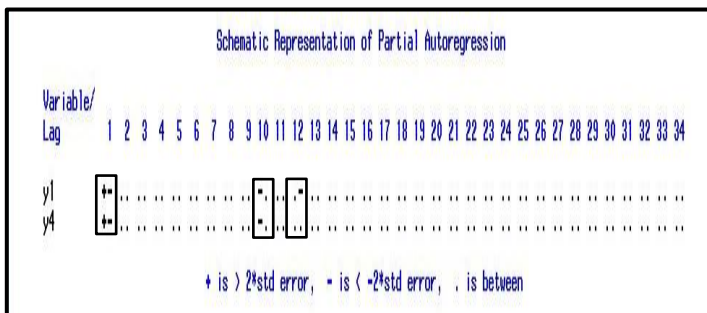 Schematic Representation of Partial Autoregression
Variable/
Lag 1 2 3 4 5 6 7 8 9 10 11 12 13 14 15 16 17 18 19 20 21 22 23 24 25 26 27 28 29 30 31 32 33 34
y1 +- .. .. .. .. .. .. .. .. -. .. .- .. .. .. .. .. .. .. .. .. .. .. .. .. .. .. .. .. .. .. .. .. ..
y4 +- .. .. .. .. .. .. .. .. -. .. .. .. .. .. .. .. .. .. .. .. .. .. .. .. .. .. .. .. .. .. .. .. ..
+ is > 2*std error, - is < -2*std error, . is between